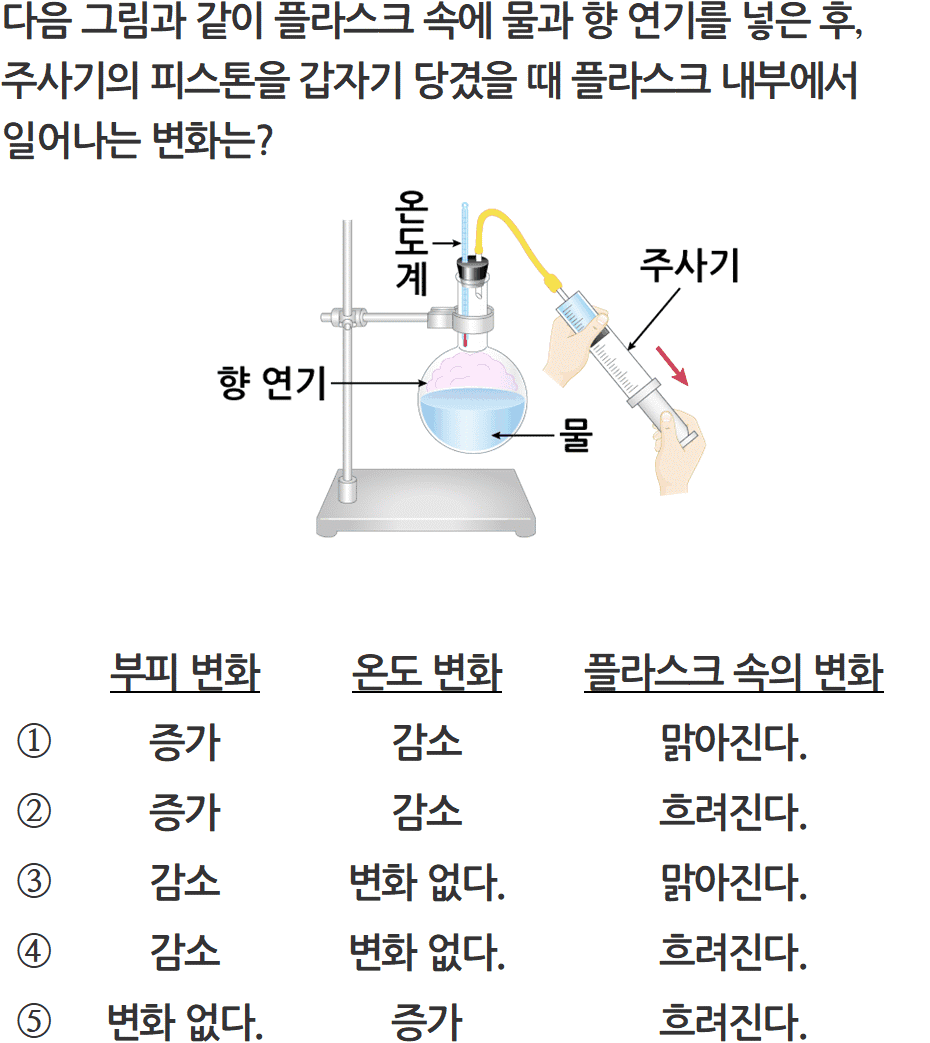 다음 그림과 같이 플라스크 속에 물과 향 연기를 넣은 후,
주사기의 피스톤을 갑자기 당겼을 때 플라스크 내부에서
일어나는 변화는?
온도계
주사기
향 연기
물
부피 변화 온도 변화 플라스크 속의 변화
① 증가 감소 맑아진다.
② 증가 감소 흐려진다.
③ 감소 변화 없다. 맑아진다.
④ 감소 변화 없다. 흐려진다.
⑤ 변화 없다. 증가 흐려진다.